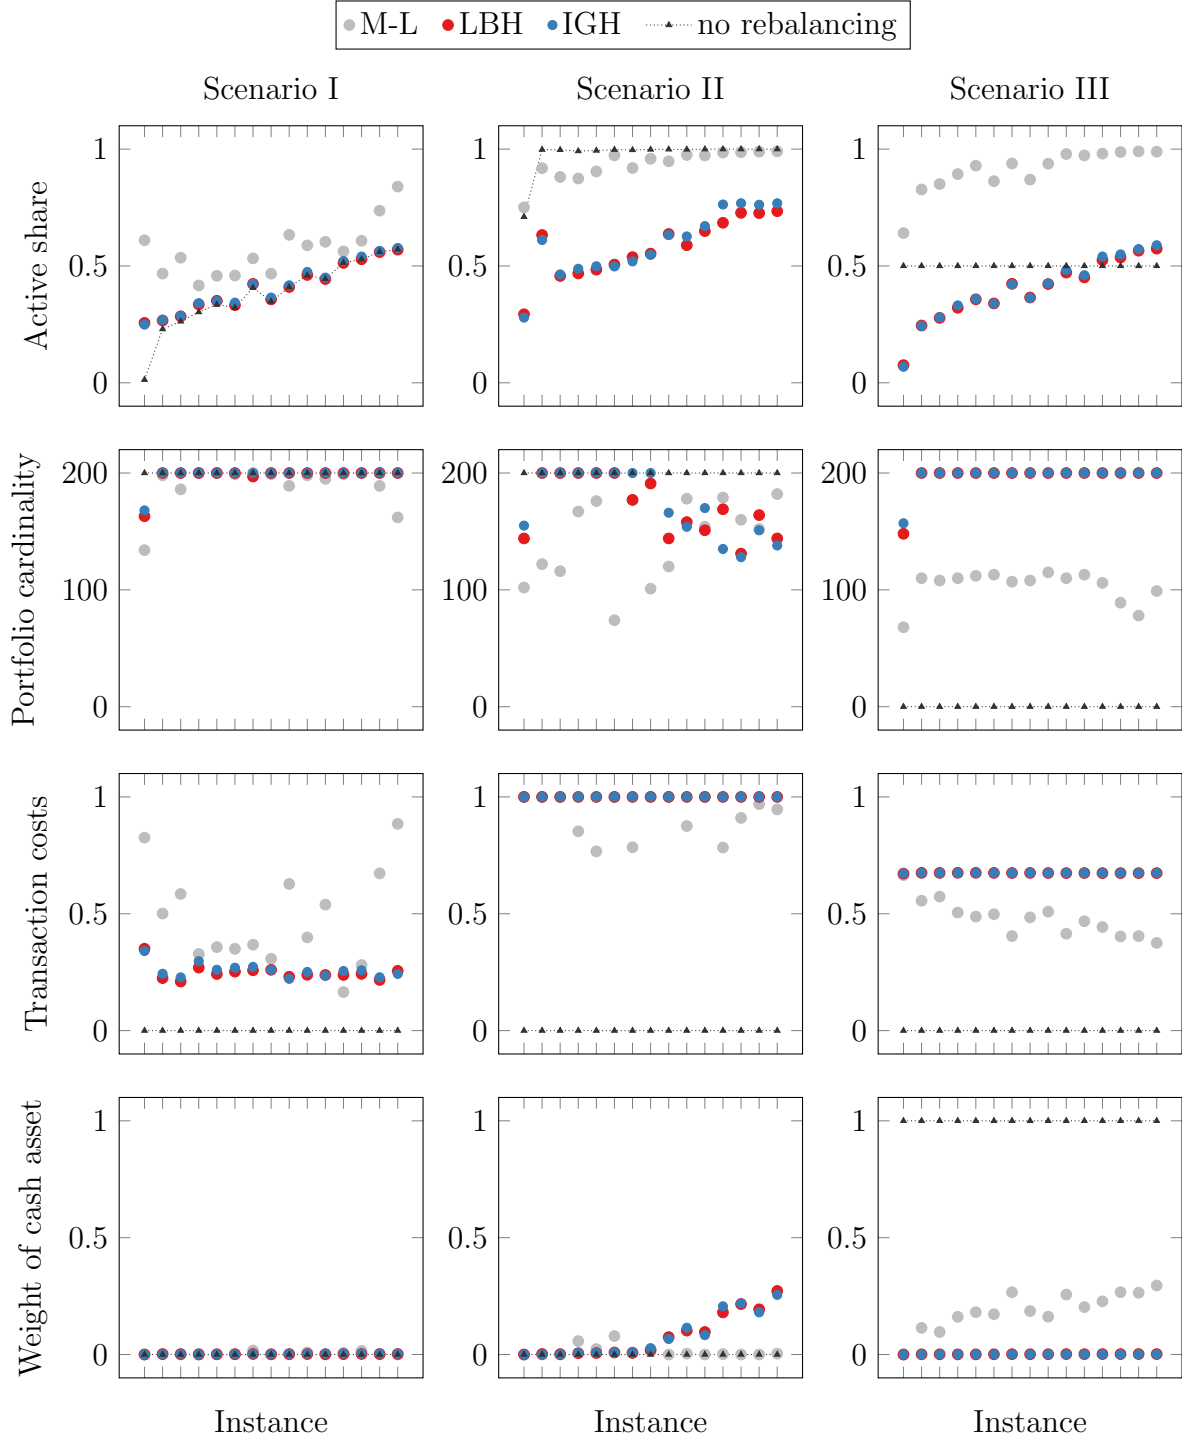 M-L LBH IGH no rebalancing
Scenario I Scenario II Scenario III
Active share
1 1 1
0.5 0.5 0.5
0 0 0
Portfolio cardinality
200 200 200
100 100 100
0 0 0
Transaction costs
1 1 1
0.5 0.5 0.5
0 0 0
Weight of cash asset
1 1 1
0.5 0.5 0.5
0 0 0
Instance Instance Instance